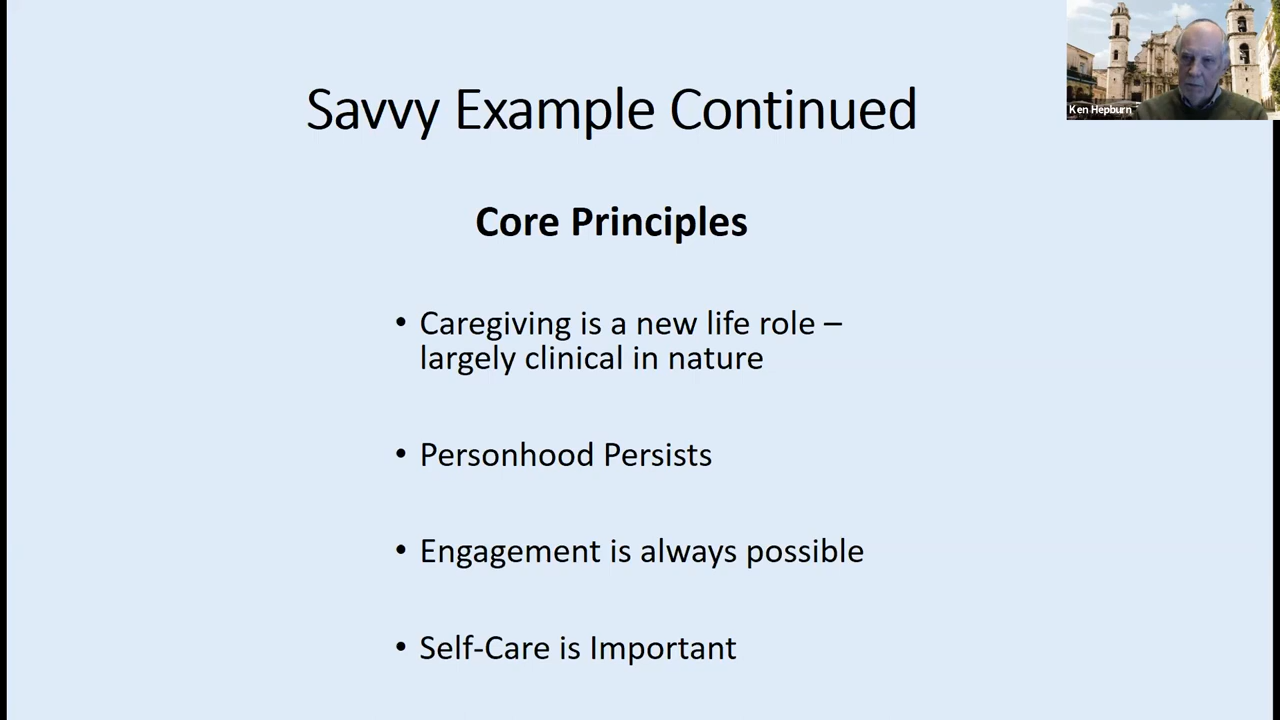 Savvy Example Continued
Ken Hepburn
Core Principles
• Caregiving is a new life role –
largely clinical in nature
• Personhood Persists
• Engagement is always possible
• Self-Care is Important